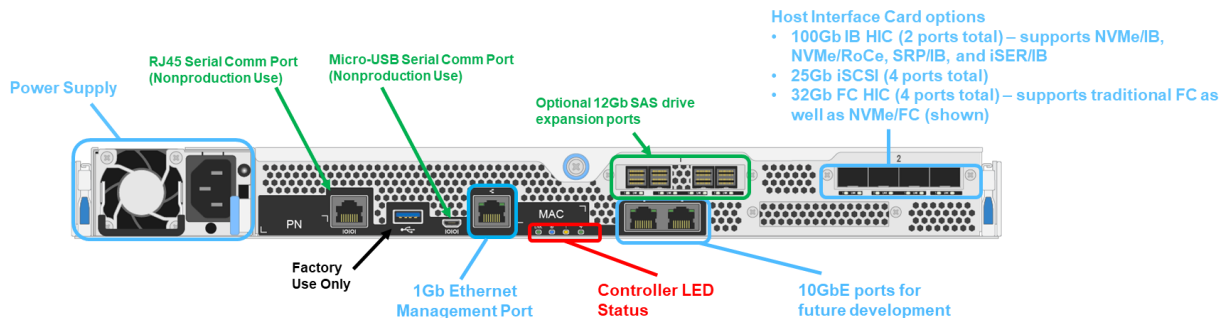 Host Interface Card options
• 100Gb IB HIC (2 ports total) – supports NVMe/IB,
NVMe/RoCe, SRP/IB, and iSER/IB
• 25Gb iSCSI (4 ports total)
• 32Gb FC HIC (4 ports total) – supports traditional FC as
well as NVMe/FC (shown)
RJ45 Serial Comm Port
(Nonproduction Use)
Micro-USB Serial Comm Port
(Nonproduction Use)
Power Supply
Optional 12Gb SAS drive
expansion ports
1
2
PN
IOIOI
IOIOI
MAC
Factory
Use Only
1Gb Ethernet
Management Port
Controller LED
Status
10GbE ports for
future development